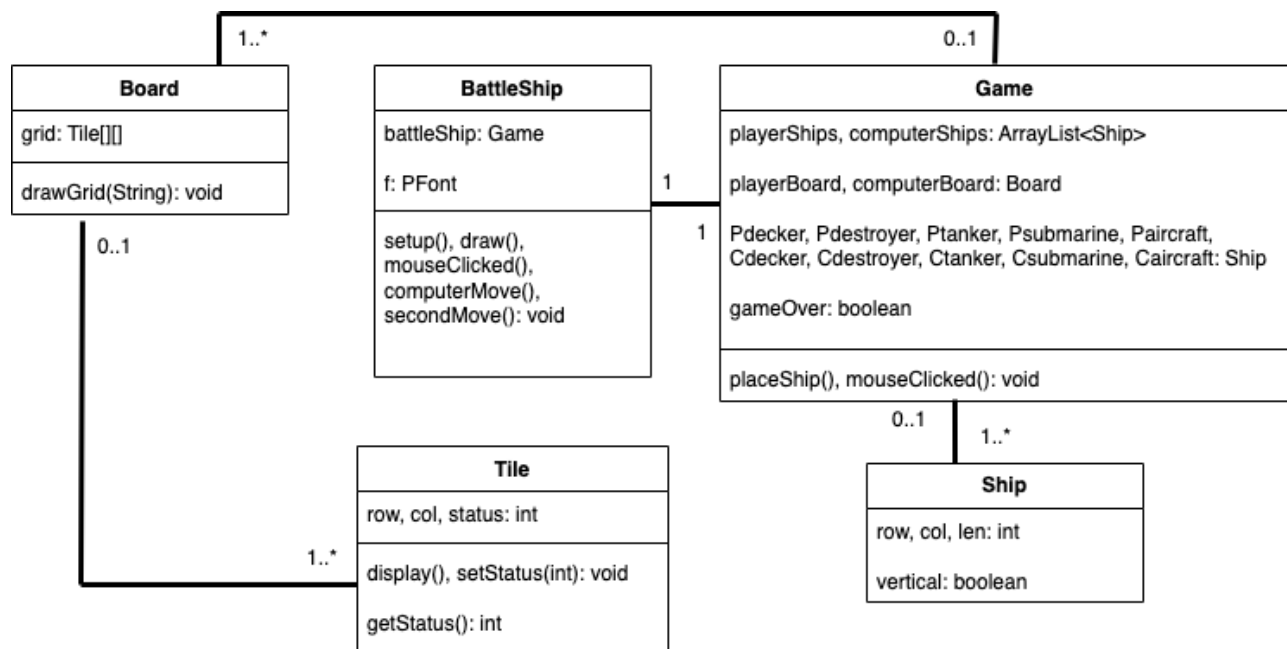 1..*
0..1
Board
grid: Tile[][]
drawGrid(String): void
0..1
BattleShip
battleShip: Game
f: PFont
setup(), draw(),
mouseClicked(),
computerMove(),
secondMove(): void
1
1
Game
playerShips, computerShips: ArrayList<Ship>
playerBoard, computerBoard: Board
Pdecker, Pdestroyer, Ptanker, Psubmarine, Paircraft,
Cdecker, Cdestroyer, Ctanker, Csubmarine, Caircraft: Ship
gameOver: boolean
placeShip(), mouseClicked(): void
0..1
1..*
1..*
Tile
row, col, status: int
display(), setStatus(int): void
getStatus(): int
Ship
row, col, len: int
vertical: boolean